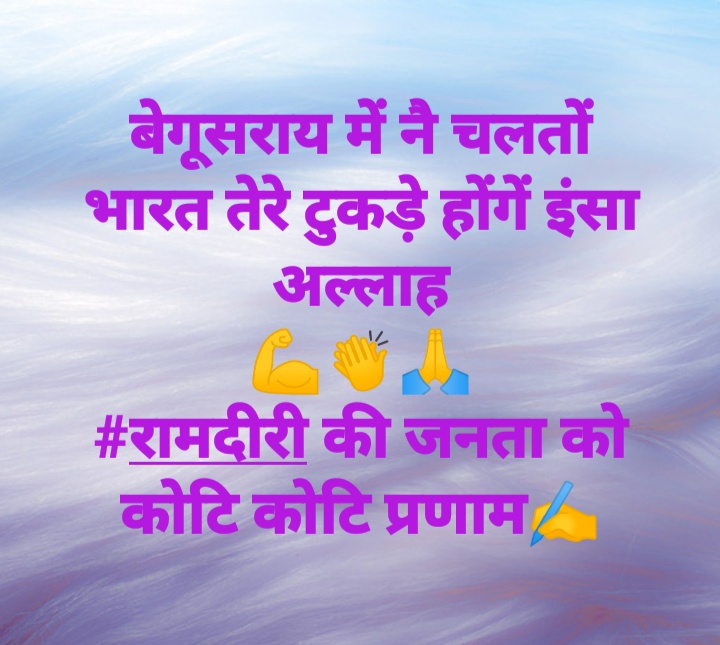 बेगूसराय में नै चलतों
भारत तेरे टुकड़े होंगें इंसा
अल्लाह
💪👏🙏
#रामदीरी की जनता को
कोटि कोटि प्रणाम✍️